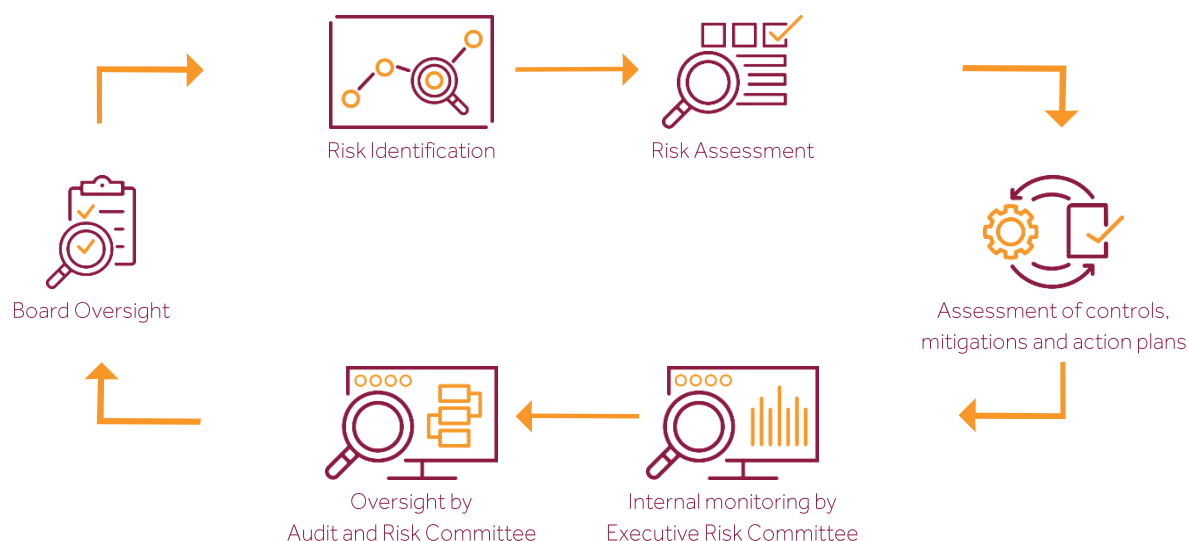 Risk Identification
Risk Assessment
Board Oversight
Assessment of controls,
mitigations and action plans
Oversight by
Audit and Risk Committee
Internal monitoring by
Executive Risk Committee